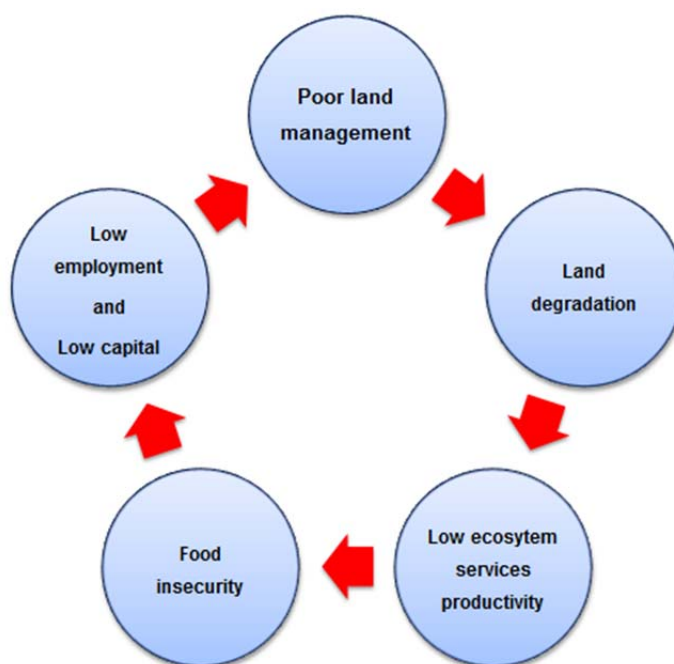 Poor land
management
Land
degradation
Low ecosytem
services
productivity
Food
insecurity
Low
employment
and
Low capital